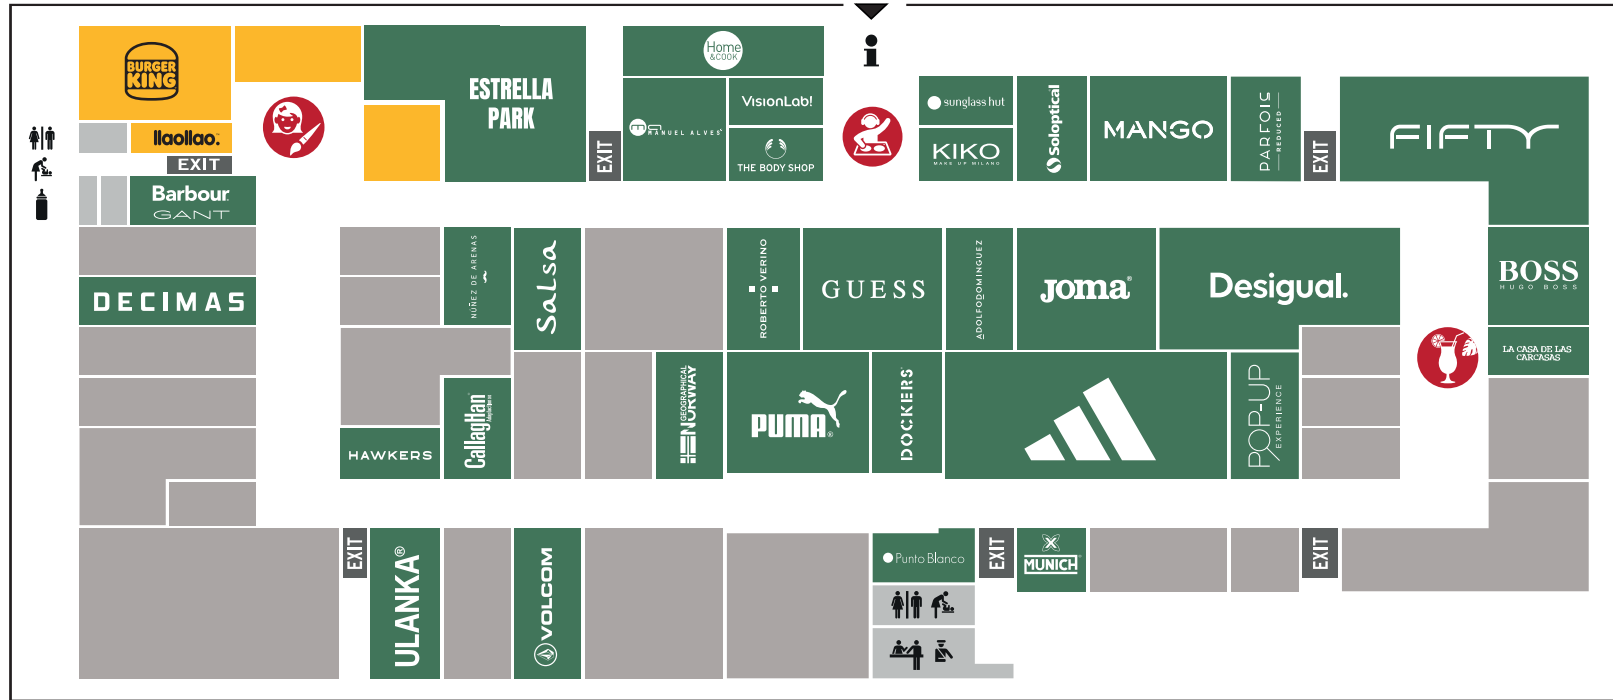 BURGER
KING
llaollao.
EXIT
Barbour
GANT
DECIMAS
ESTRELLA
PARK
EXIT
Home
&COOK
MANUEL ALVES
VisionLab!
THE BODY SHOP
sunglass hut
KIKO
MAKE UP MILANO
Soloptical
MANGO
PARFOIS
REDUCED
EXIT
FIFTY
NÚÑEZ DE ARENAS
Salsa
ROBERTO VERINO
GUESS
ADOLFO DOMINGUEZ
JOMA®
Desigual.
BOSS
HUGO BOSS
LA CASA DE LAS
CARCASAS
HAWKERS
CallagHan
GEOGRAPHICAL
NORWAY
PUMA®
DOCKERS®
POP-UP
EXPERIENCE
EXIT
ULANKA®
VOLCOM
Punto Blanco
EXIT
MUNICH
EXIT